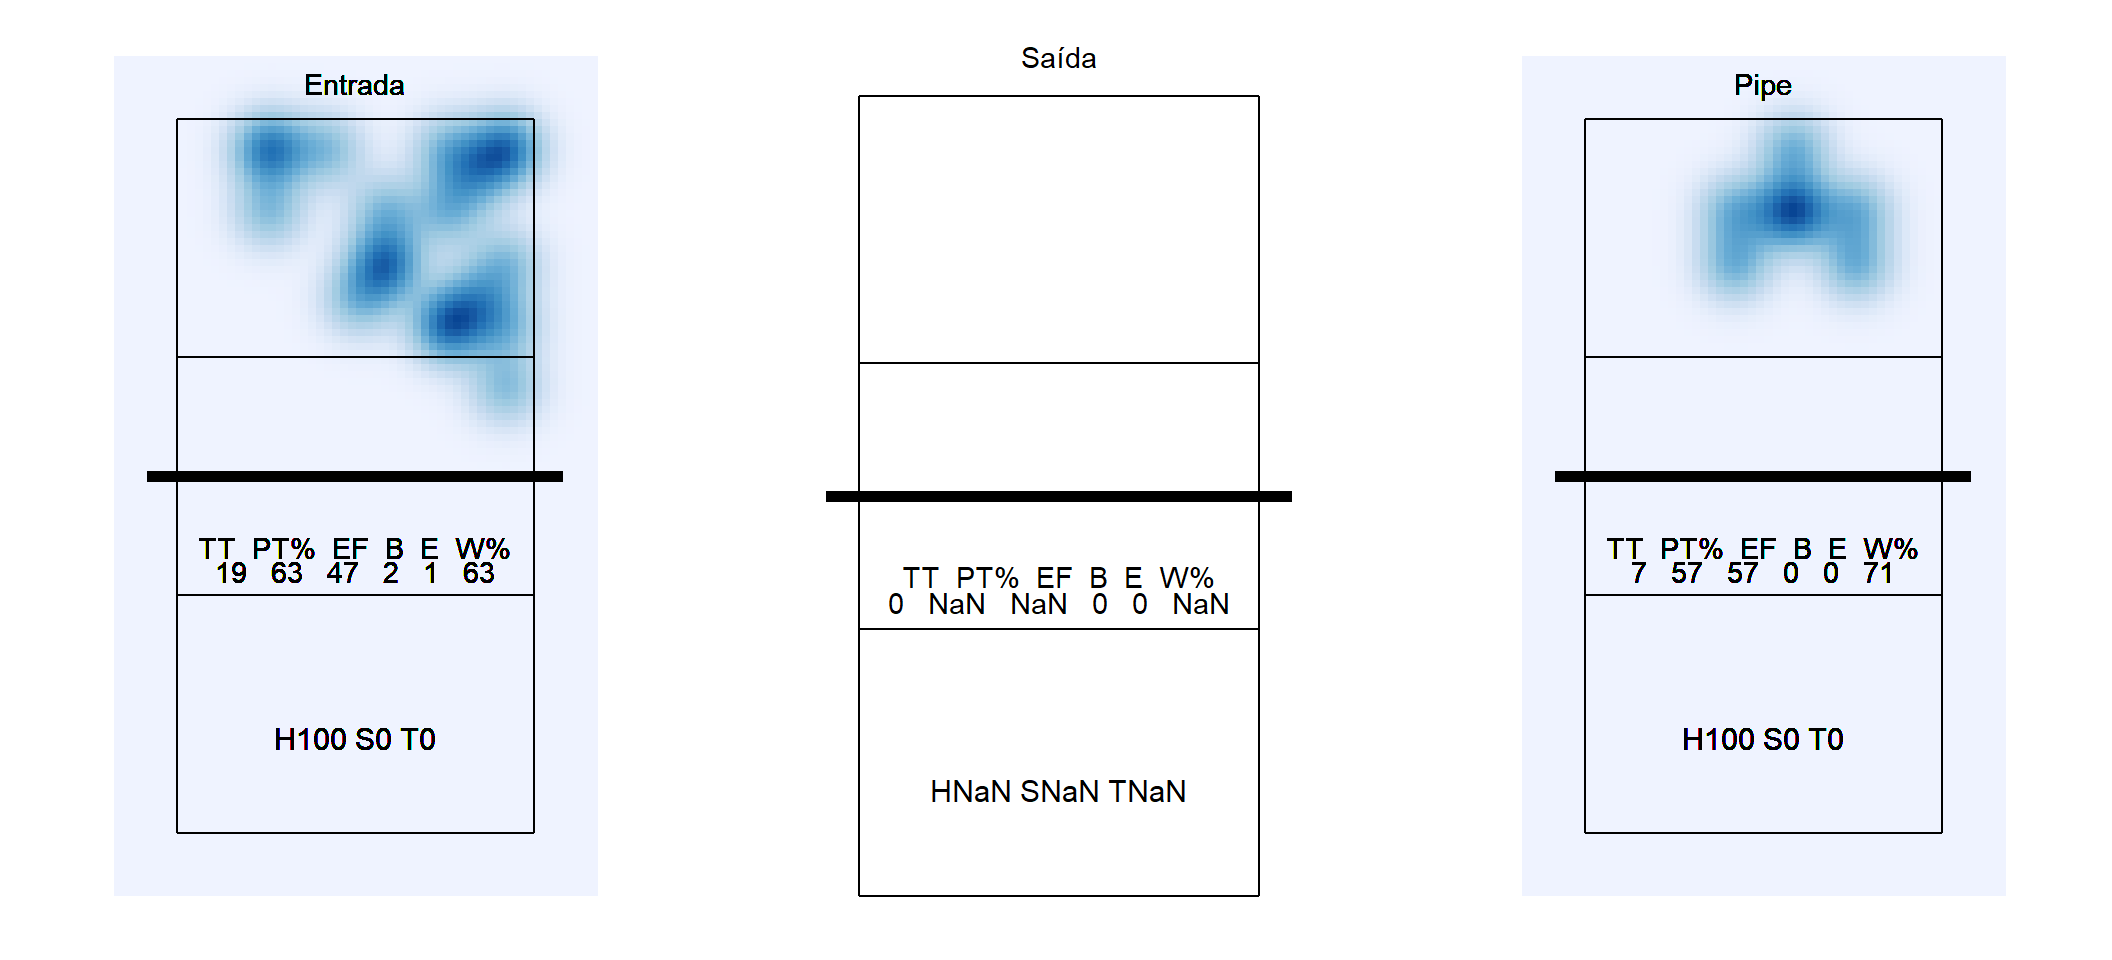 Entrada
TT PT% EF B E W%
19 63 47 2 1 63
H100 S0 T0
Saída
TT PT% EF B E W%
0 NaN NaN 0 0 NaN
HNaN SNaN TNaN
Pipe
TT PT% EF B E W%
7 57 57 0 0 71
H100 S0 T0